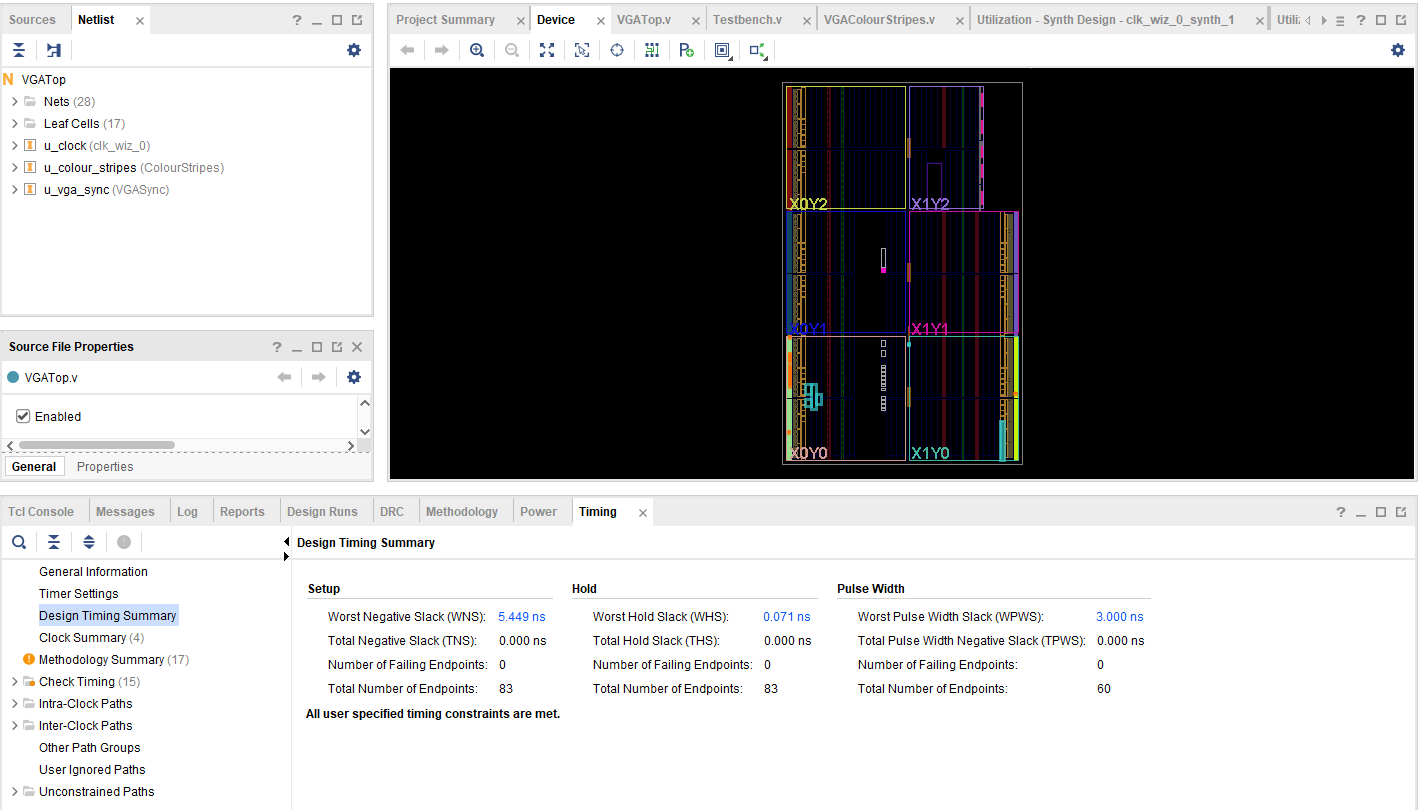 Sources Netlist
VGATop
Nets (28)
Leaf Cells (17)
u_clock (clk_wiz_0)
u_colour_stripes (ColourStripes)
u_vga_sync (VGASync)
Source File Properties
VGATop.v
Enabled
General Properties
Project Summary Device VGATop.v Testbench.v VGAColourStripes.v Utilization - Synth Design - clk_wiz_0_synth_1 Utili
X0Y2 X1Y2
X0Y1 X1Y1
X0Y0 X1Y0
Tcl Console Messages Log Reports Design Runs DRC Methodology Power Timing
General Information
Timer Settings
Design Timing Summary
Clock Summary (4)
Methodology Summary (17)
Check Timing (15)
Intra-Clock Paths
Inter-Clock Paths
Other Path Groups
User Ignored Paths
Unconstrained Paths
Design Timing Summary
Setup Hold Pulse Width
Worst Negative Slack (WNS): 5.449 ns Worst Hold Slack (WHS): 0.071 ns Worst Pulse Width Slack (WPWS): 3.000 ns
Total Negative Slack (TNS): 0.000 ns Total Hold Slack (THS): 0.000 ns Total Pulse Width Negative Slack (TPWS): 0.000 ns
Number of Failing Endpoints: 0 Number of Failing Endpoints: 0 Number of Failing Endpoints: 0
Total Number of Endpoints: 83 Total Number of Endpoints: 83 Total Number of Endpoints: 60
All user specified timing constraints are met.